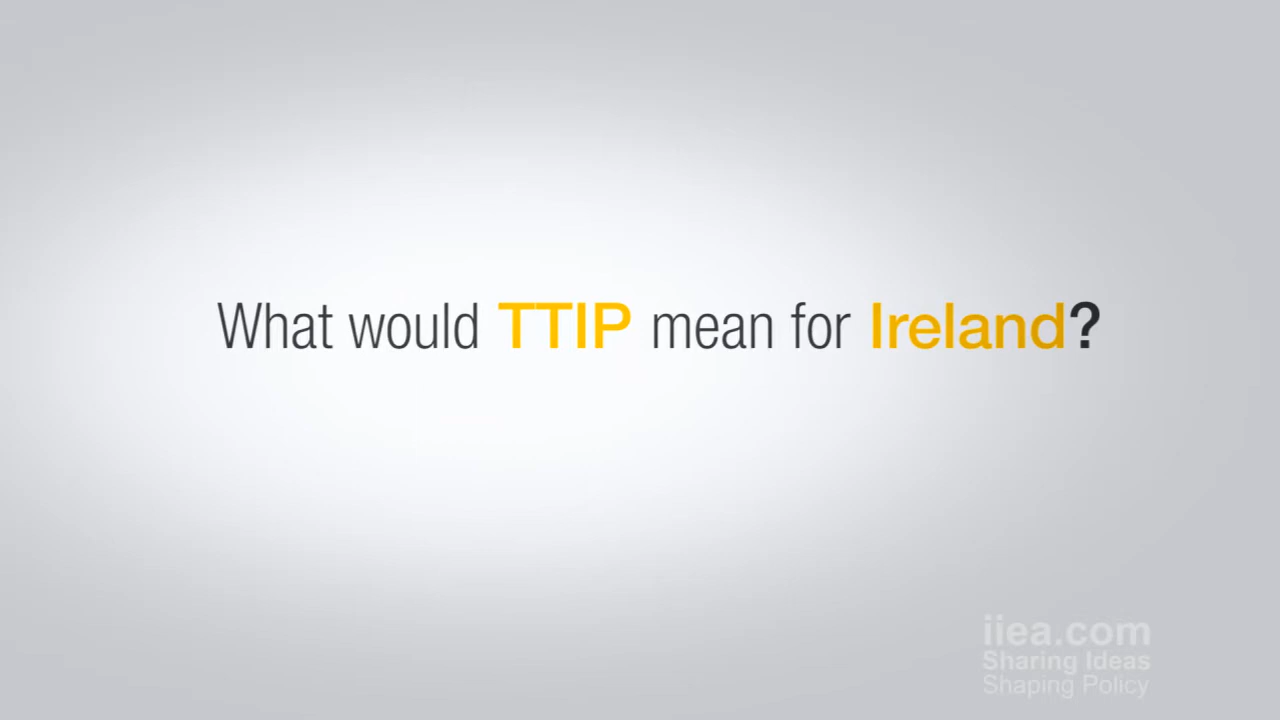 What would TTIP mean for Ireland?
iiea.com
Sharing Ideas
Shaping Policy